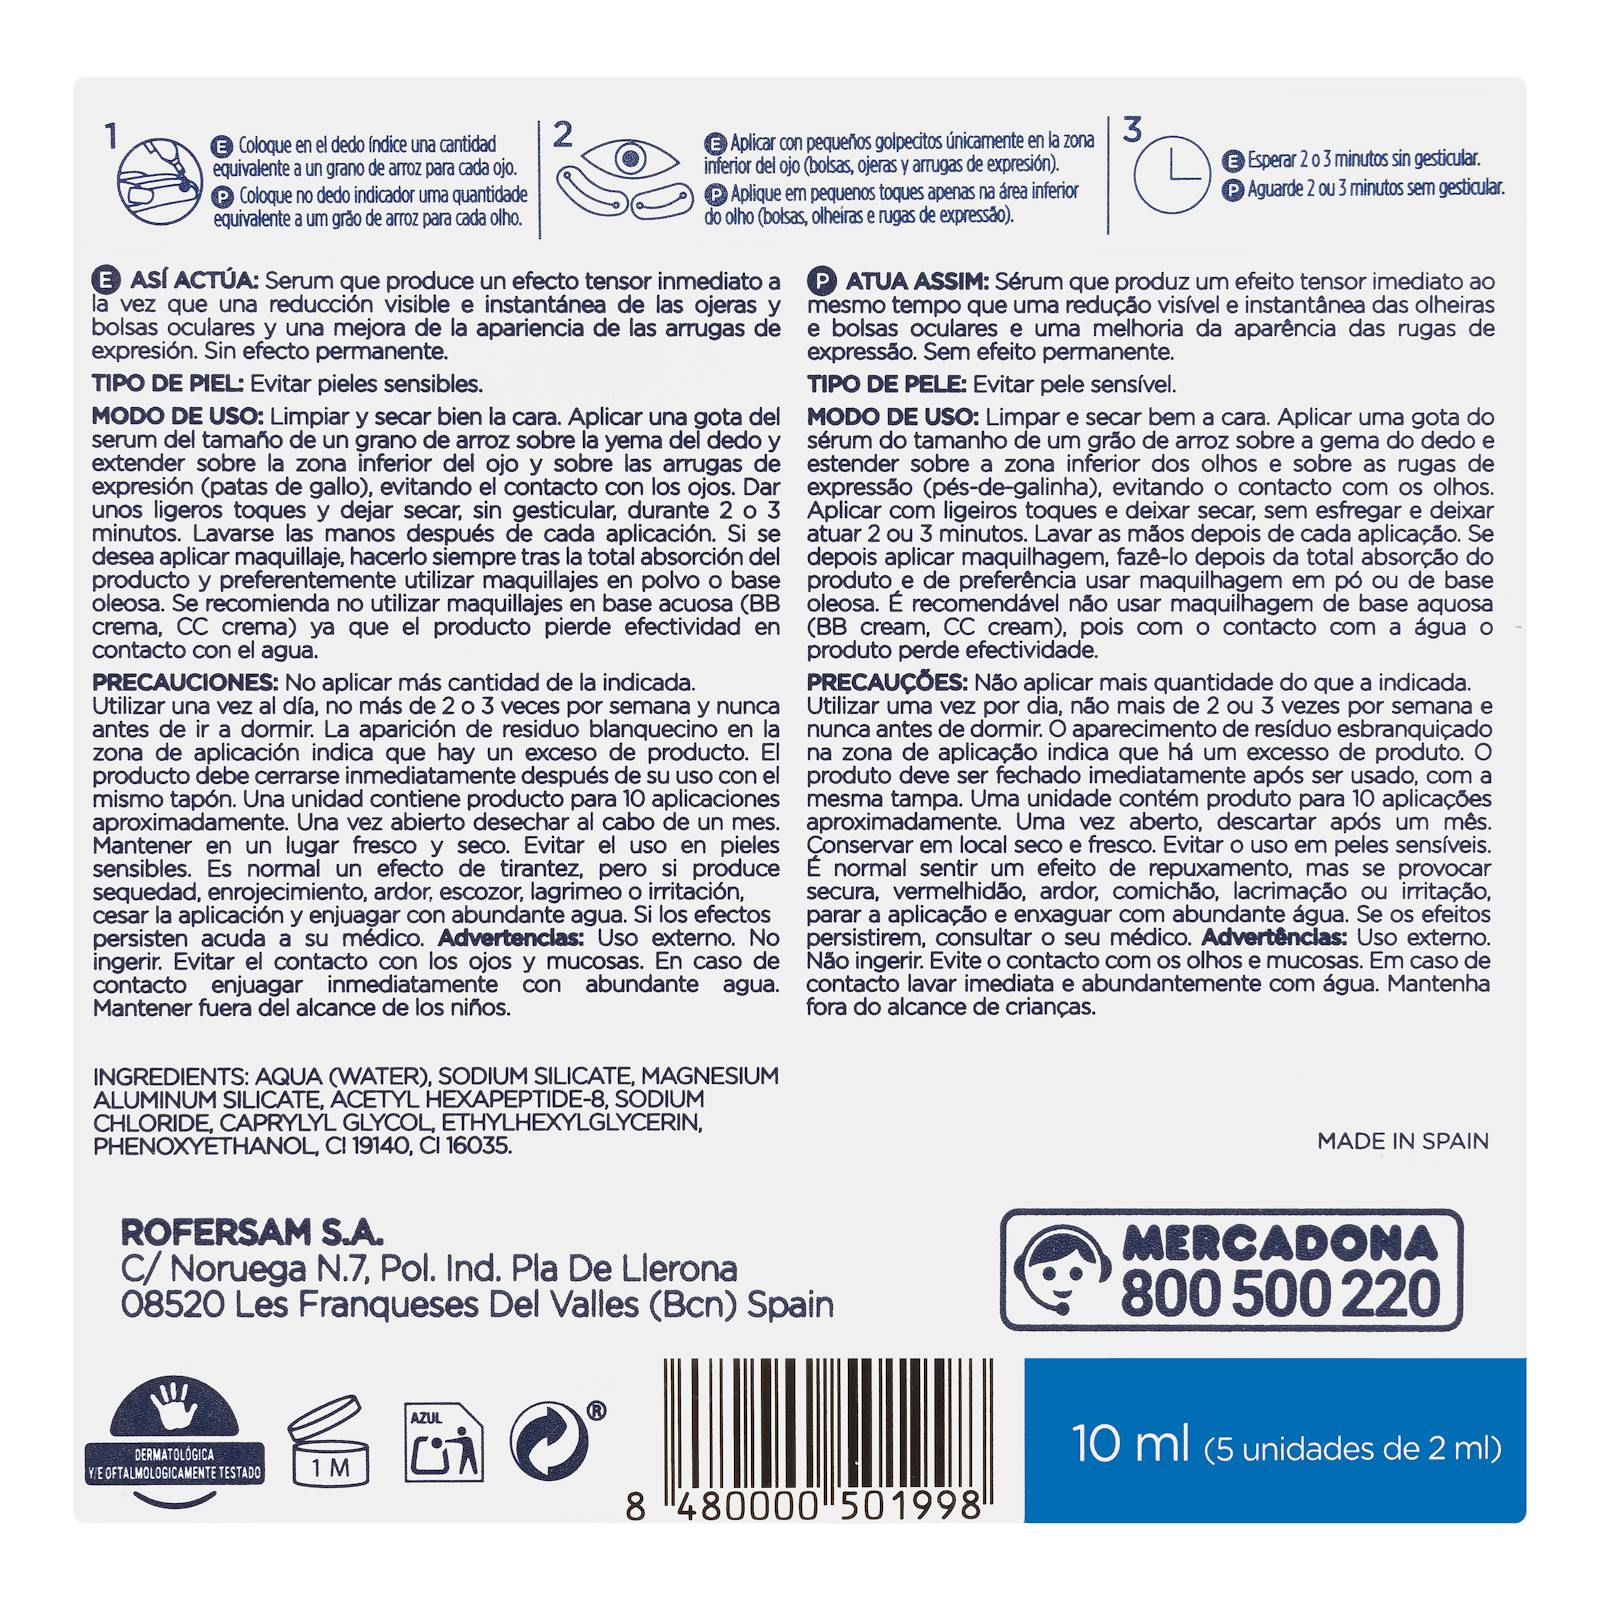 1
E Coloque en el dedo índice una cantidad
equivalente a un grano de arroz para cada ojo.
P Coloque no dedo indicador uma quantidade
equivalente a um grão de arroz para cada olho.
2
E Aplicar con pequeños golpecitos únicamente en la zona
inferior del ojo (bolsas, ojeras y arrugas de expresión).
P Aplique em pequenos toques apenas na área inferior
do olho (bolsas, olheiras e rugas de expressão).
3
E Esperar 2 o 3 minutos sin gesticular.
P Aguarde 2 ou 3 minutos sem gesticular.
E ASÍ ACTÚA: Serum que produce un efecto tensor inmediato a
la vez que una reducción visible e instantánea de las ojeras y
bolsas oculares y una mejora de la apariencia de las arrugas de
expresión. Sin efecto permanente.
TIPO DE PIEL: Evitar pieles sensibles.
MODO DE USO: Limpiar y secar bien la cara. Aplicar una gota del
serum del tamaño de un grano de arroz sobre la yema del dedo y
extender sobre la zona inferior del ojo y sobre las arrugas de
expresión (patas de gallo), evitando el contacto con los ojos. Dar
unos ligeros toques y dejar secar, sin gesticular, durante 2 o 3
minutos. Lavarse las manos después de cada aplicación. Si se
desea aplicar maquillaje, hacerlo siempre tras la total absorción del
producto y preferentemente utilizar maquillajes en polvo o base
oleosa. Se recomienda no utilizar maquillajes en base acuosa (BB
crema, CC crema) ya que el producto pierde efectividad en
contacto con el agua.
PRECAUCIONES: No aplicar más cantidad de la indicada.
Utilizar una vez al día, no más de 2 o 3 veces por semana y nunca
antes de ir a dormir. La aparición de residuo blanquecino en la
zona de aplicación indica que hay un exceso de producto. El
producto debe cerrarse inmediatamente después de su uso con el
mismo tapón. Una unidad contiene producto para 10 aplicaciones
aproximadamente. Una vez abierto desechar al cabo de un mes.
Mantener en un lugar fresco y seco. Evitar el uso en pieles
sensibles. Es normal un efecto de tirantez, pero si produce
sequedad, enrojecimiento, ardor, escozor, lagrimeo o irritación,
cesar la aplicación y enjuagar con abundante agua. Si los efectos
persisten acuda a su médico. Advertencias: Uso externo. No
ingerir. Evitar el contacto con los ojos y mucosas. En caso de
contacto enjuagar inmediatamente con abundante agua.
Mantener fuera del alcance de los niños.
P ATUA ASSIM: Sérum que produz um efeito tensor imediato ao
mesmo tempo que uma redução visível e instantânea das olheiras
e bolsas oculares e uma melhoria da aparência das rugas de
expressão. Sem efeito permanente.
TIPO DE PELE: Evitar pele sensível.
MODO DE USO: Limpar e secar bem a cara. Aplicar uma gota do
sérum do tamanho de um grão de arroz sobre a gema do dedo e
estender sobre a zona inferior dos olhos e sobre as rugas de
expressão (pés-de-galinha), evitando o contacto com os olhos.
Aplicar com ligeiros toques e deixar secar, sem esfregar e deixar
atuar 2 ou 3 minutos. Lavar as mãos depois de cada aplicação. Se
depois aplicar maquilhagem, fazê-lo depois da total absorção do
produto e de preferência usar maquilhagem em pó ou de base
oleosa. É recomendável não usar maquilhagem de base aquosa
(BB cream, CC cream), pois com o contacto com a água o
produto perde efectividade.
PRECAUÇÕES: Não aplicar mais quantidade do que a indicada.
Utilizar uma vez por dia, não mais de 2 ou 3 vezes por semana e
nunca antes de dormir. O aparecimento de resíduo esbranquiçado
na zona de aplicação indica que há um excesso de produto. O
produto deve ser fechado imediatamente após ser usado, com a
mesma tampa. Uma unidade contém produto para 10 aplicações
aproximadamente. Uma vez aberto, descartar após um mês.
Conservar em local seco e fresco. Evitar o uso em peles sensíveis.
É normal sentir um efeito de repuxamento, mas se provocar
secura, vermelhidão, ardor, comichão, lacrimação ou irritação,
parar a aplicação e enxaguar com abundante água. Se os efeitos
persistirem, consultar o seu médico. Advertências: Uso externo.
Não ingerir. Evite o contacto com os olhos e mucosas. Em caso de
contacto lavar imediata e abundantemente com água. Mantenha
fora do alcance de crianças.
INGREDIENTS: AQUA (WATER), SODIUM SILICATE, MAGNESIUM
ALUMINUM SILICATE, ACETYL HEXAPEPTIDE-8, SODIUM
CHLORIDE, CAPRYLYL GLYCOL, ETHYLHEXYLGLYCERIN,
PHENOXYETHANOL, CI 19140, CI 16035.
MADE IN SPAIN
ROFERSAM S.A.
C/ Noruega N.7, Pol. Ind. Pla De Llerona
08520 Les Franqueses Del Valles (Bcn) Spain
MERCADONA
800 500 220
DERMATOLÓGICA
Y/E OFTALMOLOGICAMENTE TESTADO
1 M
AZUL
®
8 480000 501998
10 ml (5 unidades de 2 ml)